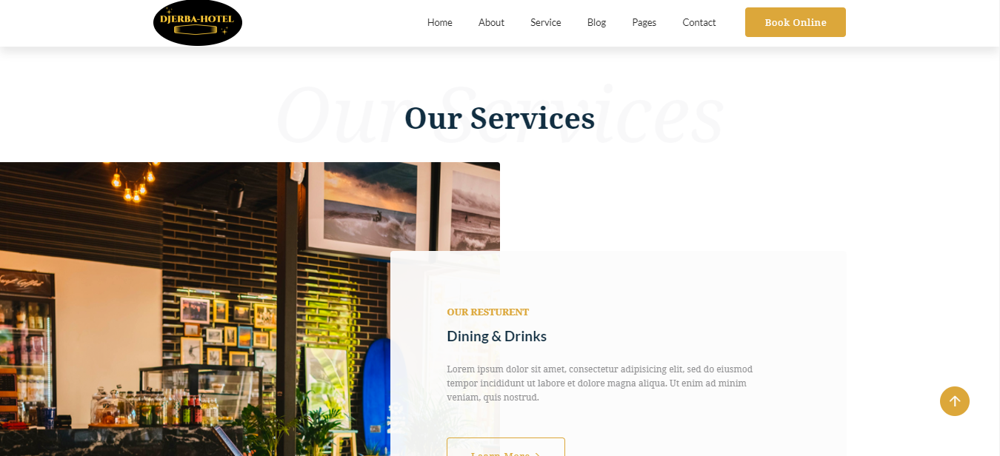 DJERBA-HOTEL
Home
About
Service
Blog
Pages
Contact
Book Online
Our Services
Our Services
OUR RESTURENT
Dining & Drinks
Lorem ipsum dolor sit amet, consectetur adipisicing elit, sed do eiusmod
tempor incididunt ut labore et dolore magna aliqua. Ut enim ad minim
veniam, quis nostrud.
Learn More